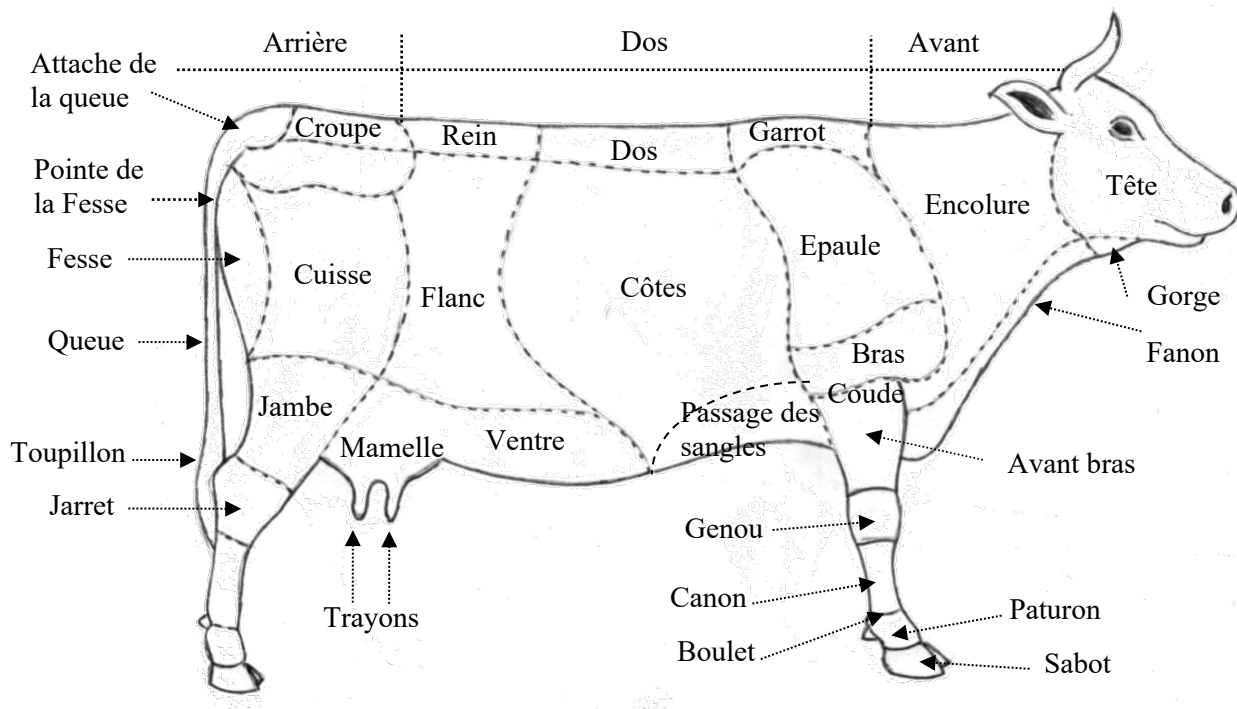 Arrière
Dos
Avant
Attache de
la queue
Croupe
Rein
Dos
Garrot
Pointe de
la Fesse
Tête
Encolure
Fesse
Cuisse
Flanc
Côtes
Epaule
Gorge
Queue
Fanon
Bras
Jambe
Coude
Passage des
sangles
Mamelle
Ventre
Toupillon
Avant bras
Jarret
Genou
Canon
Paturon
Trayons
Boulet
Sabot